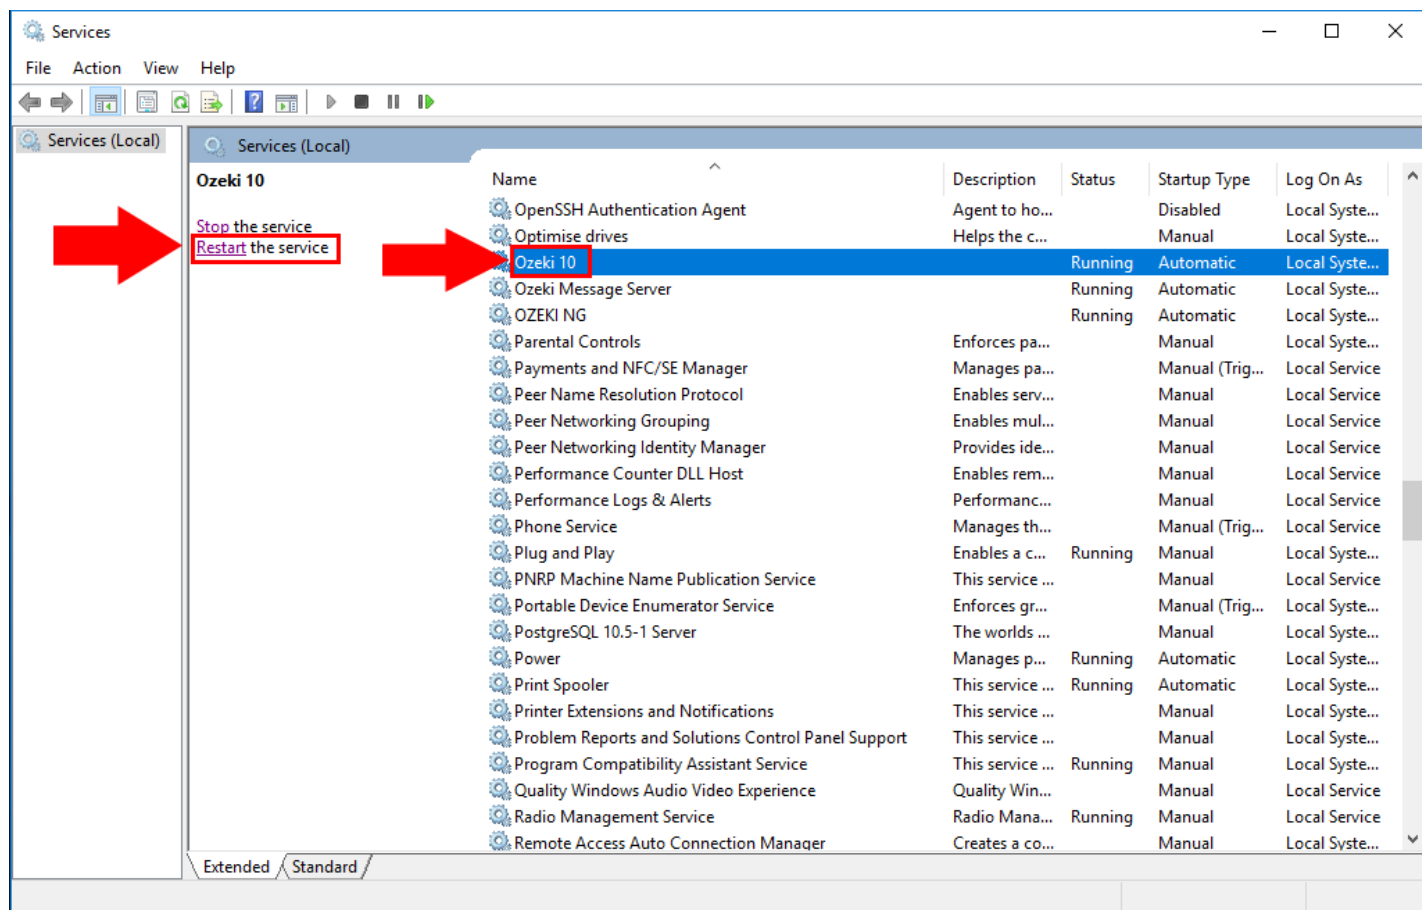 Services
File Action View Help
Services (Local)
Services (Local)
Ozeki 10
Stop the service
Restart the service
Name Description Status Startup Type Log On As
OpenSSH Authentication Agent Agent to ho... Disabled Local Syste...
Optimise drives Helps the c... Manual Local Syste...
Ozeki 10 Running Automatic Local Syste...
Ozeki Message Server Running Automatic Local Syste...
OZEKI NG Running Automatic Local Syste...
Parental Controls Enforces pa... Manual Local Syste...
Payments and NFC/SE Manager Manages pa... Manual (Trig... Local Service
Peer Name Resolution Protocol Enables serv... Manual Local Service
Peer Networking Grouping Enables mul... Manual Local Service
Peer Networking Identity Manager Provides ide... Manual Local Service
Performance Counter DLL Host Enables rem... Manual Local Service
Performance Logs & Alerts Performanc... Manual Local Service
Phone Service Manages th... Manual (Trig... Local Service
Plug and Play Enables a c... Running Manual Local Syste...
PNRP Machine Name Publication Service This service ... Manual Local Service
Portable Device Enumerator Service Enforces gr... Manual (Trig... Local Syste...
PostgreSQL 10.5-1 Server The worlds ... Manual Local Syste...
Power Manages p... Running Automatic Local Syste...
Print Spooler This service ... Running Automatic Local Syste...
Printer Extensions and Notifications This service ... Manual Local Syste...
Problem Reports and Solutions Control Panel Support This service ... Manual Local Syste...
Program Compatibility Assistant Service This service ... Running Manual Local Syste...
Quality Windows Audio Video Experience Quality Win... Manual Local Service
Radio Management Service Radio Mana... Running Manual Local Service
Remote Access Auto Connection Manager Creates a co... Manual Local Syste...
Extended Standard